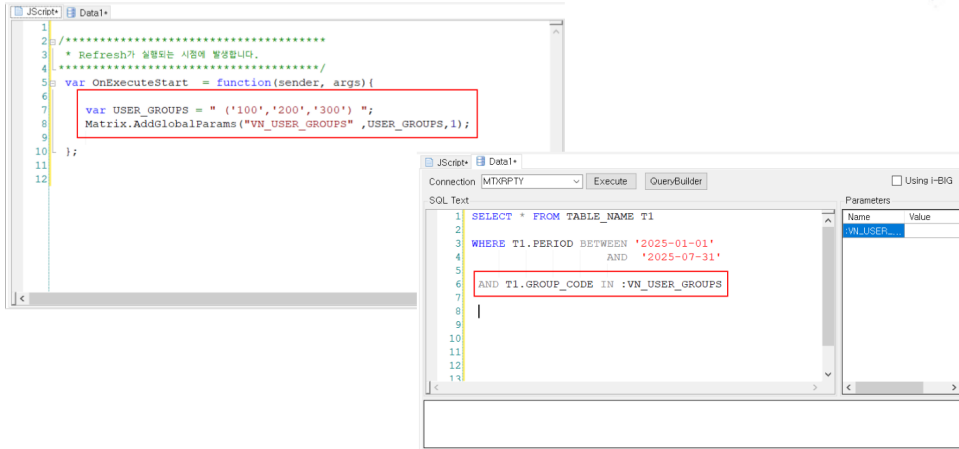 JScript* Data1*
1
2 /**************************************
3 * Refresh가 실행되는 시점에 발생합니다.
4 **************************************/
5 var OnExecuteStart = function(sender, args){
6
7 var USER_GROUPS = " ('100','200','300') ";
8 Matrix.AddGlobalParams("VN_USER_GROUPS" ,USER_GROUPS,1);
9
10 };
11
12
JScript* Data1*
Connection MTXRPTY Execute QueryBuilder Using i-BIG
SQL Text Parameters
Name Value
:VN_USER_...
1 SELECT * FROM TABLE_NAME T1
2
3 WHERE T1.PERIOD BETWEEN '2025-01-01'
4 AND '2025-07-31'
5
6 AND T1.GROUP_CODE IN :VN_USER_GROUPS
7
8
9
10
11
12
13